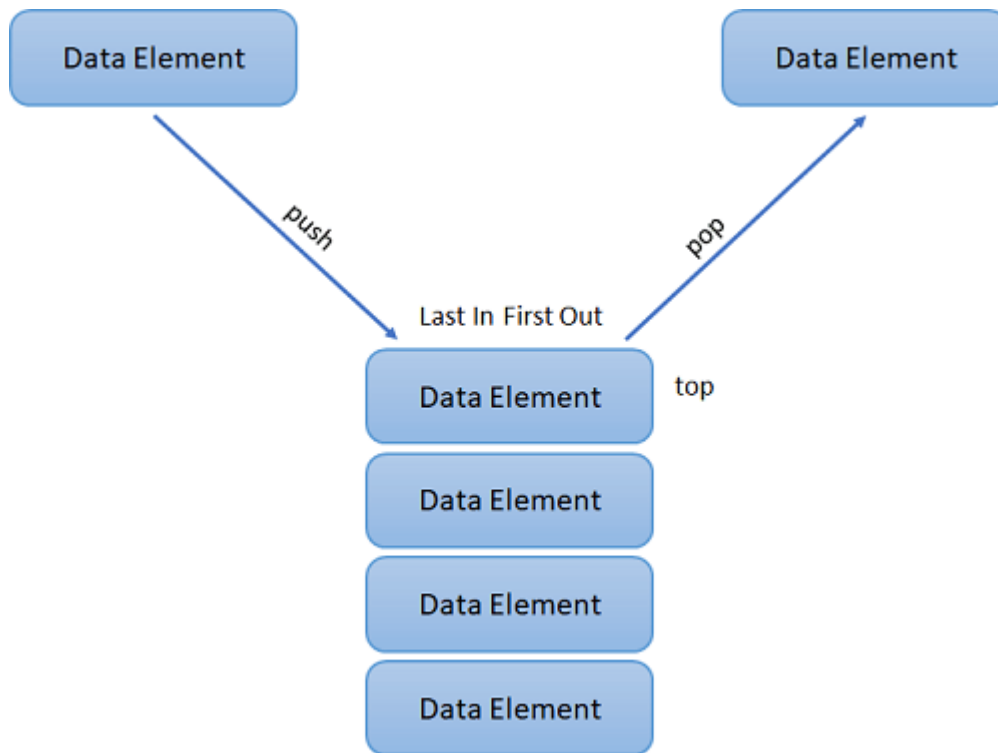 Data Element
Data Element
push
pop
Last In First Out
Data Element
top
Data Element
Data Element
Data Element